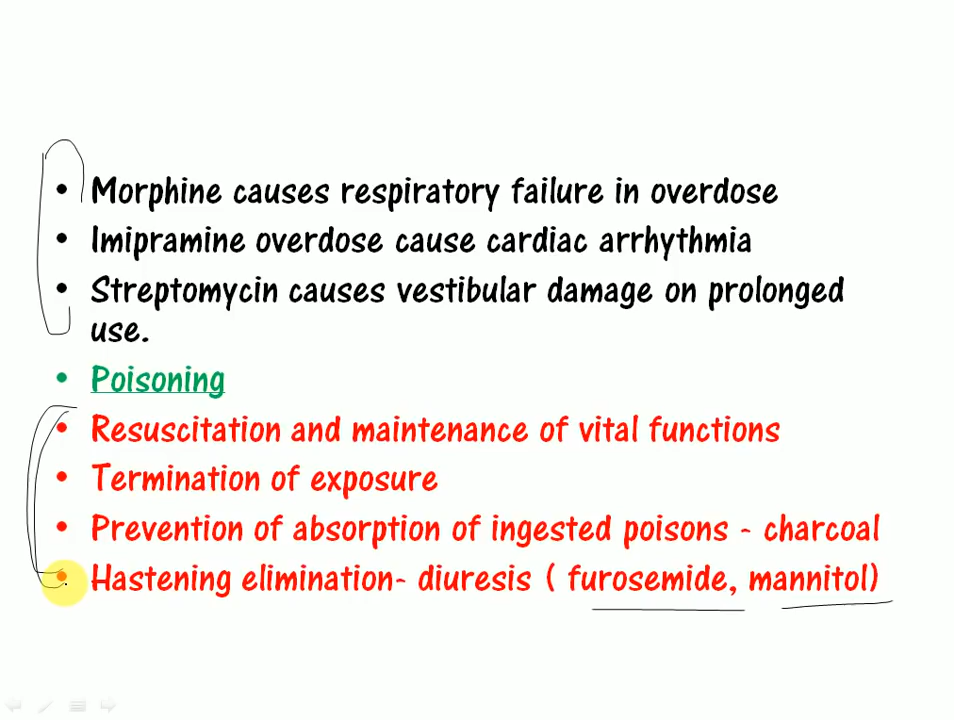 • Morphine causes respiratory failure in overdose
• Imipramine overdose cause cardiac arrhythmia
• Streptomycin causes vestibular damage on prolonged
use.
• Poisoning
• Resuscitation and maintenance of vital functions
• Termination of exposure
• Prevention of absorption of ingested poisons - charcoal
• Hastening elimination- diuresis ( furosemide, mannitol)